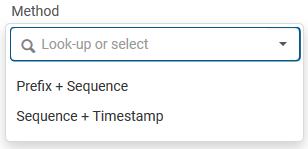 Method
Look-up or select
Prefix + Sequence
Sequence + Timestamp